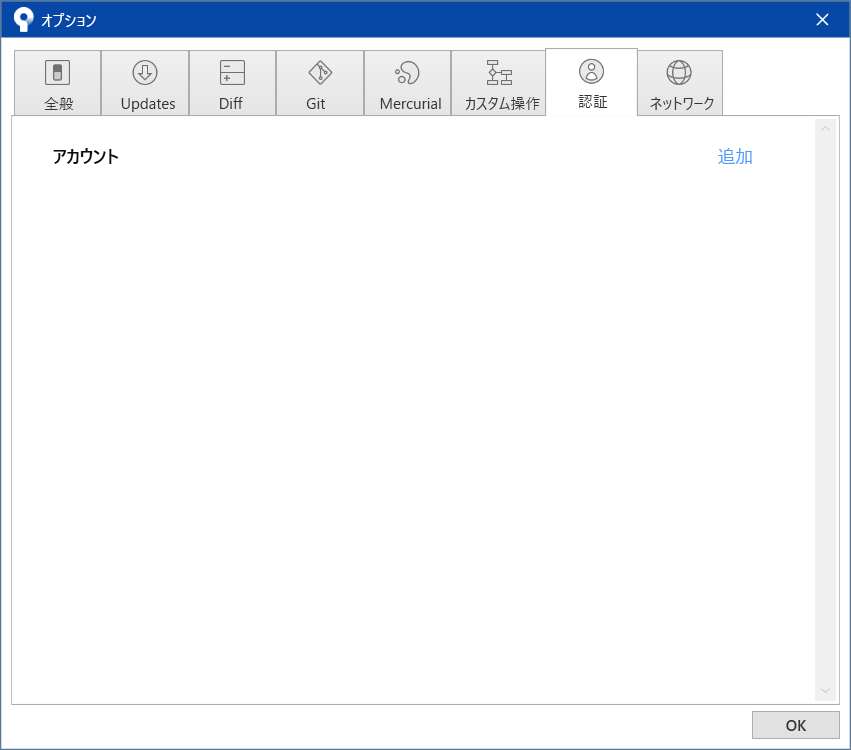 オプション
全般
Updates
Diff
Git
Mercurial
カスタム操作
認証
ネットワーク
アカウント
追加
OK